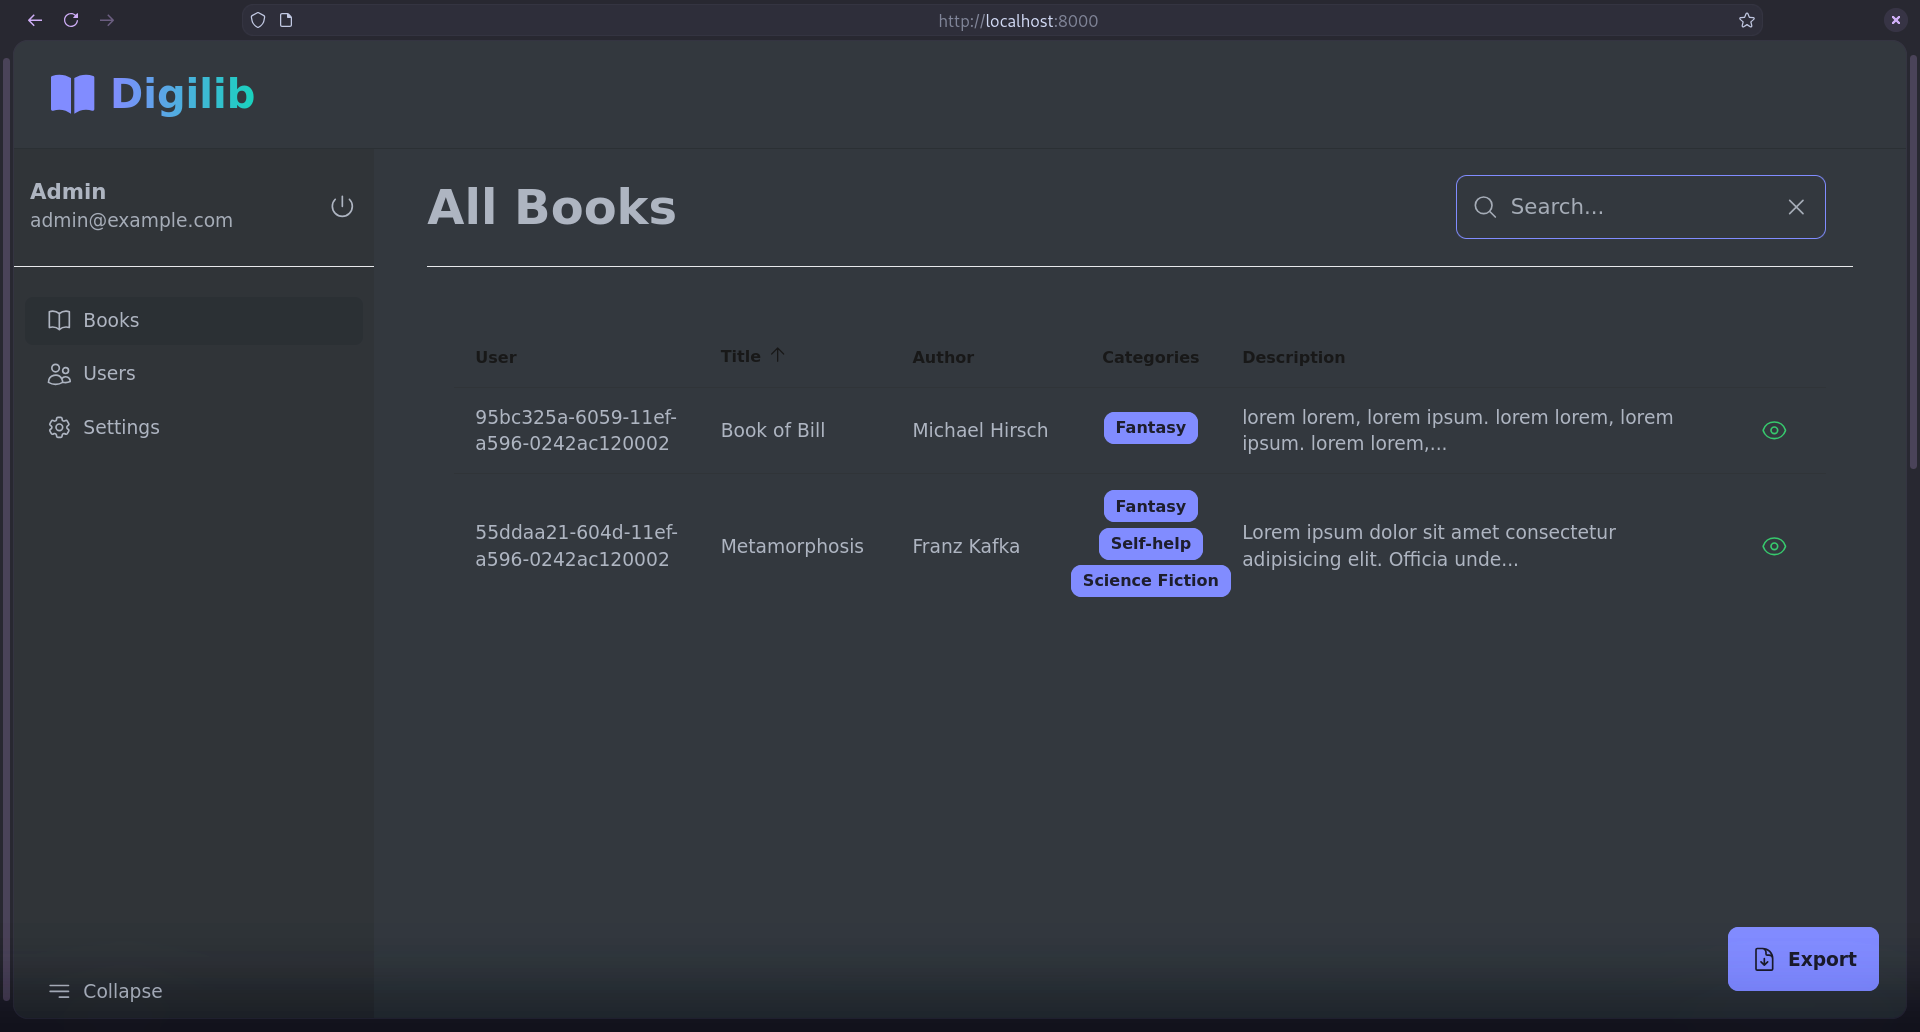 http://localhost:8000
Digilib
Admin
admin@example.com
All Books
Search...
Books
Users
Settings
User Title Author Categories Description
95bc325a-6059-11ef-
a596-0242ac120002
Book of Bill
Michael Hirsch
Fantasy
lorem lorem, lorem ipsum. lorem lorem, lorem
ipsum. lorem lorem,...
55ddaa21-604d-11ef-
a596-0242ac120002
Metamorphosis
Franz Kafka
Fantasy
Self-help
Science Fiction
Lorem ipsum dolor sit amet consectetur
adipisicing elit. Officia unde...
Export
Collapse